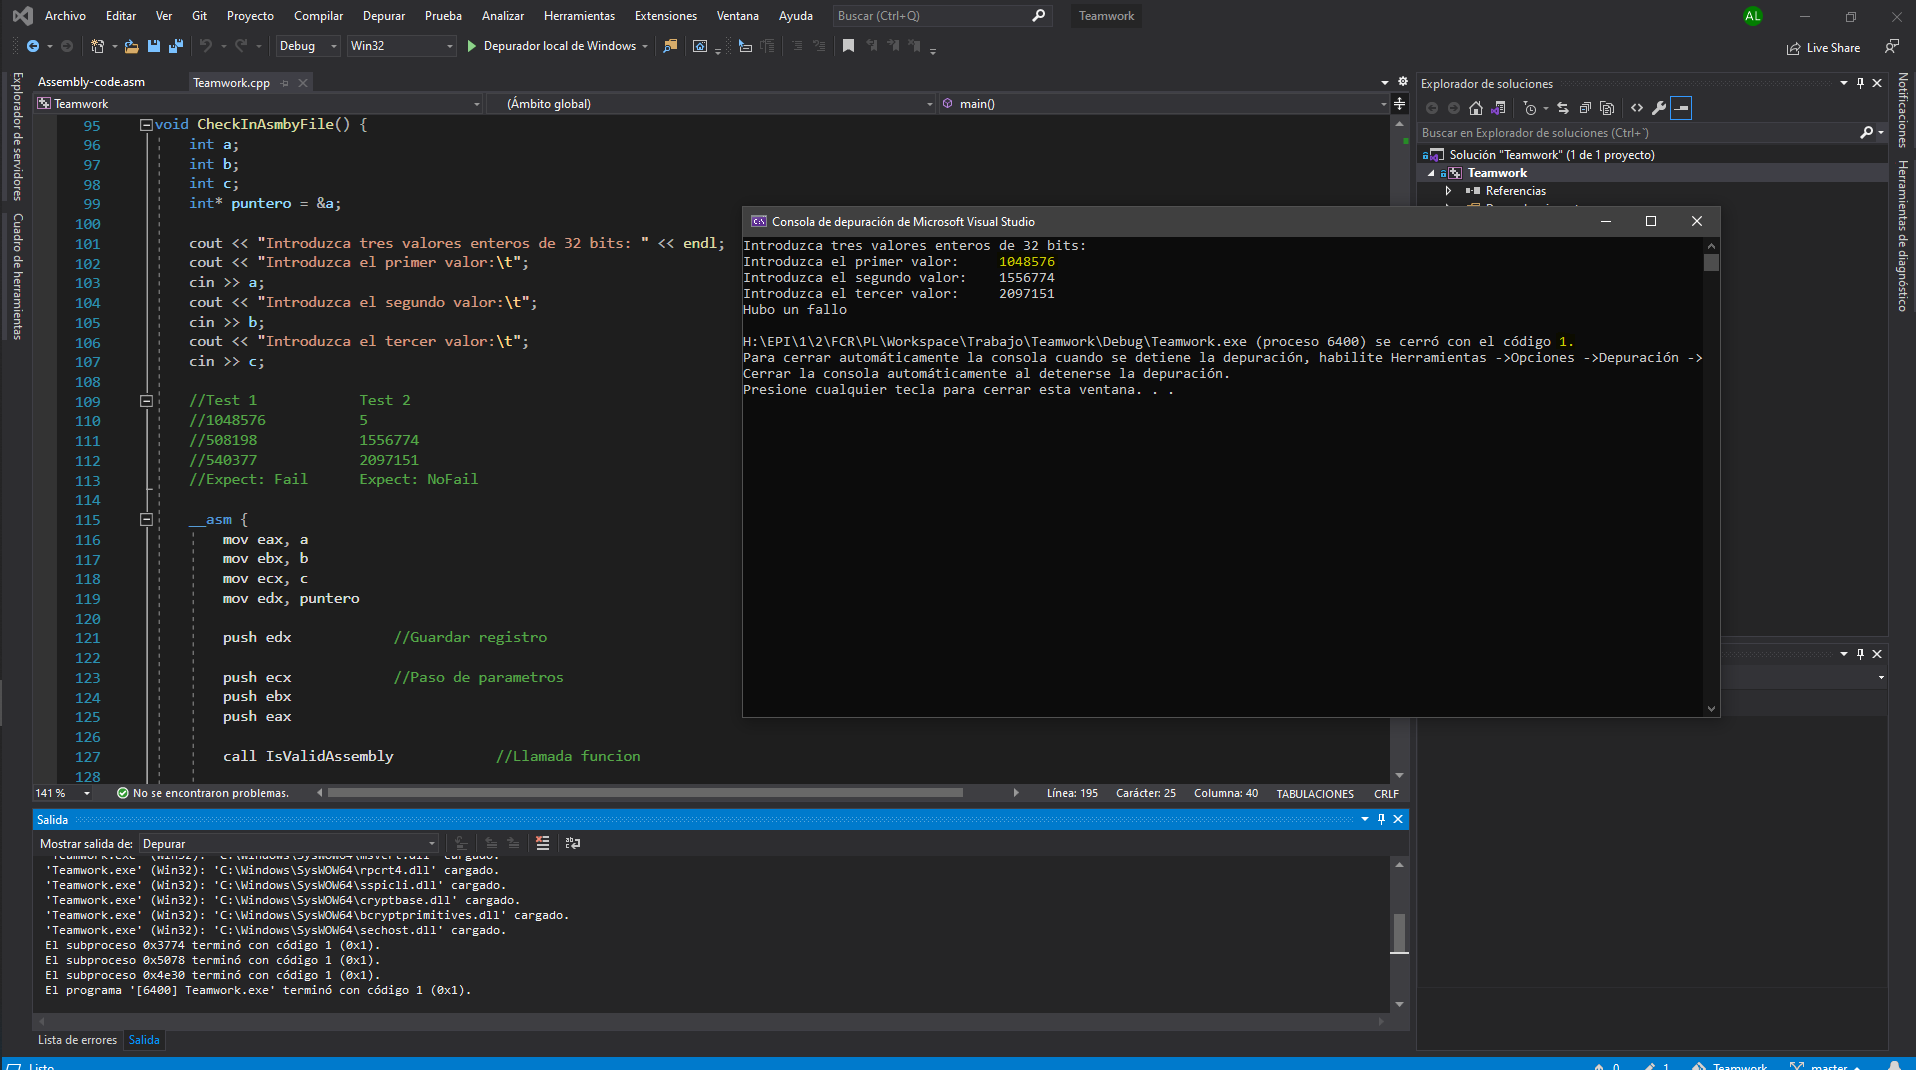 Archivo Editar Ver Git Proyecto Compilar Depurar Prueba Analizar Herramientas Extensiones Ventana Ayuda Buscar (Ctrl+Q) Teamwork AL
Debug Win32 Depurador local de Windows Live Share
Explorador de servidores
Cuadro de herramientas
Assembly-code.asm Teamwork.cpp
Teamwork (Ámbito global) main()
95 void CheckInAsmbyFile() {
96 int a;
97 int b;
98 int c;
99 int* puntero = &a;
100
101 cout << "Introduzca tres valores enteros de 32 bits: " << endl;
102 cout << "Introduzca el primer valor:\t";
103 cin >> a;
104 cout << "Introduzca el segundo valor:\t";
105 cin >> b;
106 cout << "Introduzca el tercer valor:\t";
107 cin >> c;
108
109 //Test 1 Test 2
110 //1048576 5
111 //508198 1556774
112 //540377 2097151
113 //Expect: Fail Expect: NoFail
114
115 __asm {
116 mov eax, a
117 mov ebx, b
118 mov ecx, c
119 mov edx, puntero
120
121 push edx //Guardar registro
122
123 push ecx //Paso de parametros
124 push ebx
125 push eax
126
127 call IsValidAssembly //Llamada funcion
128
141 % No se encontraron problemas. Línea: 195 Carácter: 25 Columna: 40 TABULACIONES CRLF
Consola de depuración de Microsoft Visual Studio
Introduzca tres valores enteros de 32 bits:
Introduzca el primer valor: 1048576
Introduzca el segundo valor: 1556774
Introduzca el tercer valor: 2097151
Hubo un fallo
H:\EPI\1\2\FCR\PL\Workspace\Trabajo\Teamwork\Debug\Teamwork.exe (proceso 6400) se cerró con el código 1.
Para cerrar automáticamente la consola cuando se detiene la depuración, habilite Herramientas ->Opciones ->Depuración ->
Cerrar la consola automáticamente al detenerse la depuración.
Presione cualquier tecla para cerrar esta ventana. . .
Explorador de soluciones
Buscar en Explorador de soluciones (Ctrl+´)
Solución "Teamwork" (1 de 1 proyecto)
Teamwork
Referencias
Notificaciones
Herramientas de diagnóstico
Salida
Mostrar salida de: Depurar
'Teamwork.exe' (Win32): 'C:\Windows\SysWOW64\msvcrt.dll' cargado.
'Teamwork.exe' (Win32): 'C:\Windows\SysWOW64\rpcrt4.dll' cargado.
'Teamwork.exe' (Win32): 'C:\Windows\SysWOW64\sspicli.dll' cargado.
'Teamwork.exe' (Win32): 'C:\Windows\SysWOW64\cryptbase.dll' cargado.
'Teamwork.exe' (Win32): 'C:\Windows\SysWOW64\bcryptprimitives.dll' cargado.
'Teamwork.exe' (Win32): 'C:\Windows\SysWOW64\sechost.dll' cargado.
El subproceso 0x3774 terminó con código 1 (0x1).
El subproceso 0x5078 terminó con código 1 (0x1).
El subproceso 0x4e30 terminó con código 1 (0x1).
El programa '[6400] Teamwork.exe' terminó con código 1 (0x1).
Lista de errores Salida
Listo 0 1 Teamwork master